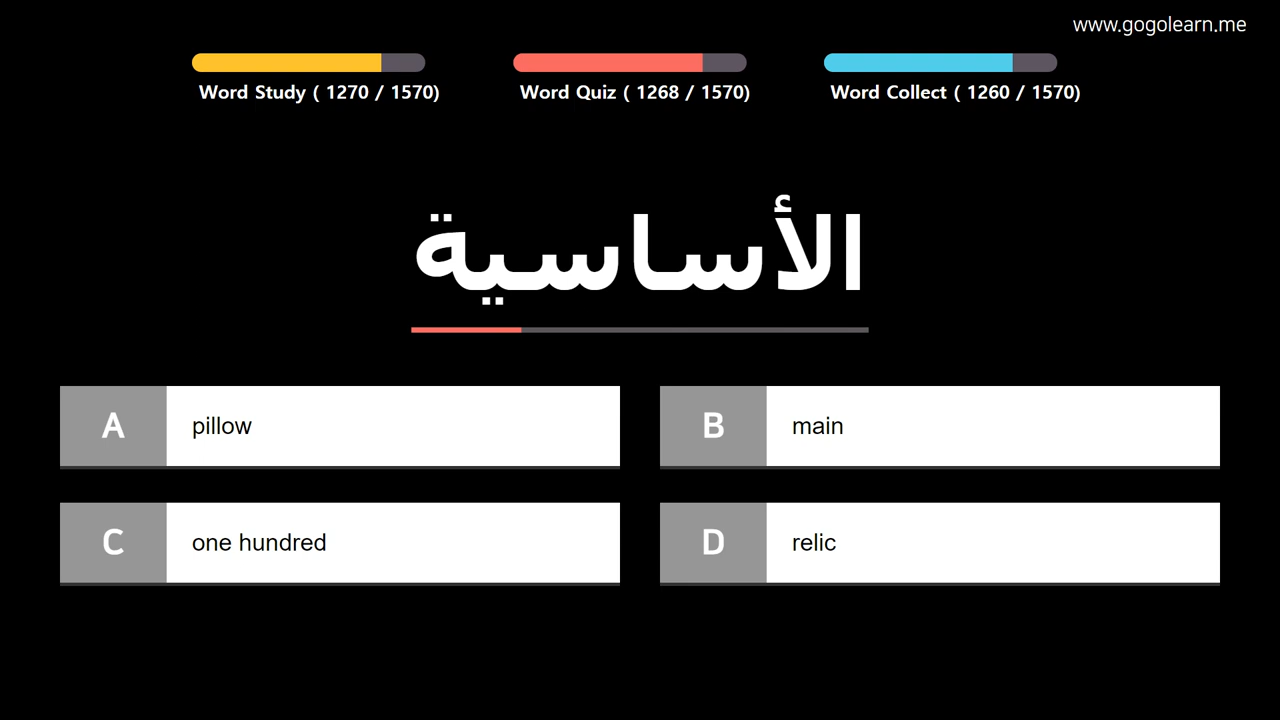 www.gogolearn.me
Word Study ( 1270 / 1570)
Word Quiz ( 1268 / 1570)
Word Collect ( 1260 / 1570)
الأساسية
A pillow
B main
C one hundred
D relic